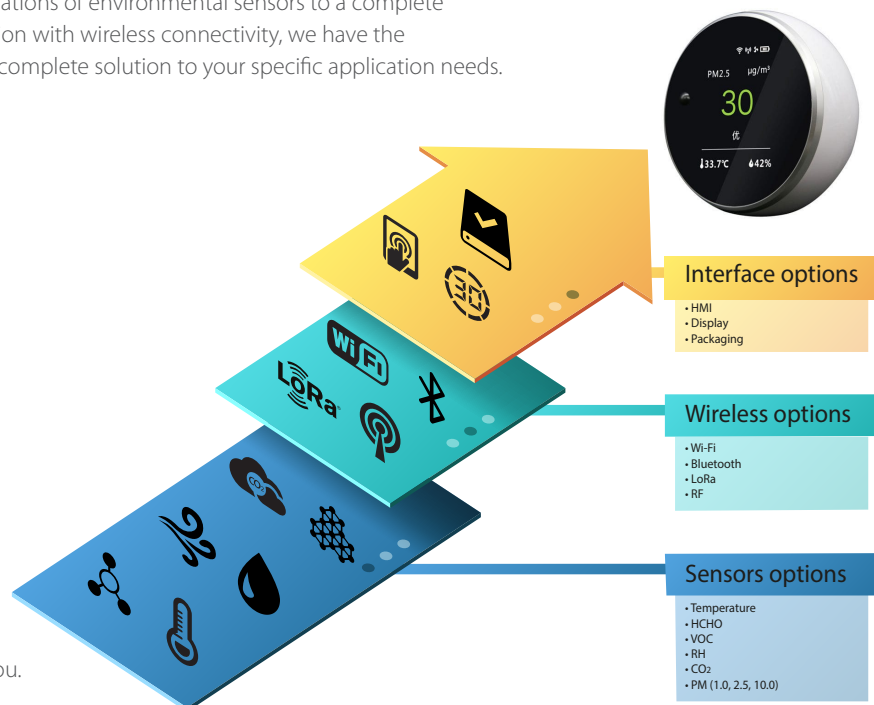 ations of environmental sensors to a complete
on with wireless connectivity, we have the
complete solution to your specific application needs.
PM2.5 μg/m³
30
优
33.7℃ 42%
30
Interface options
• HMI
• Display
• Packaging
WiFi
LoRa
Wireless options
• Wi-Fi
• Bluetooth
• LoRa
• RF
CO2
Sensors options
• Temperature
• HCHO
• VOC
• RH
• CO2
• PM (1.0, 2.5, 10.0)
ou.